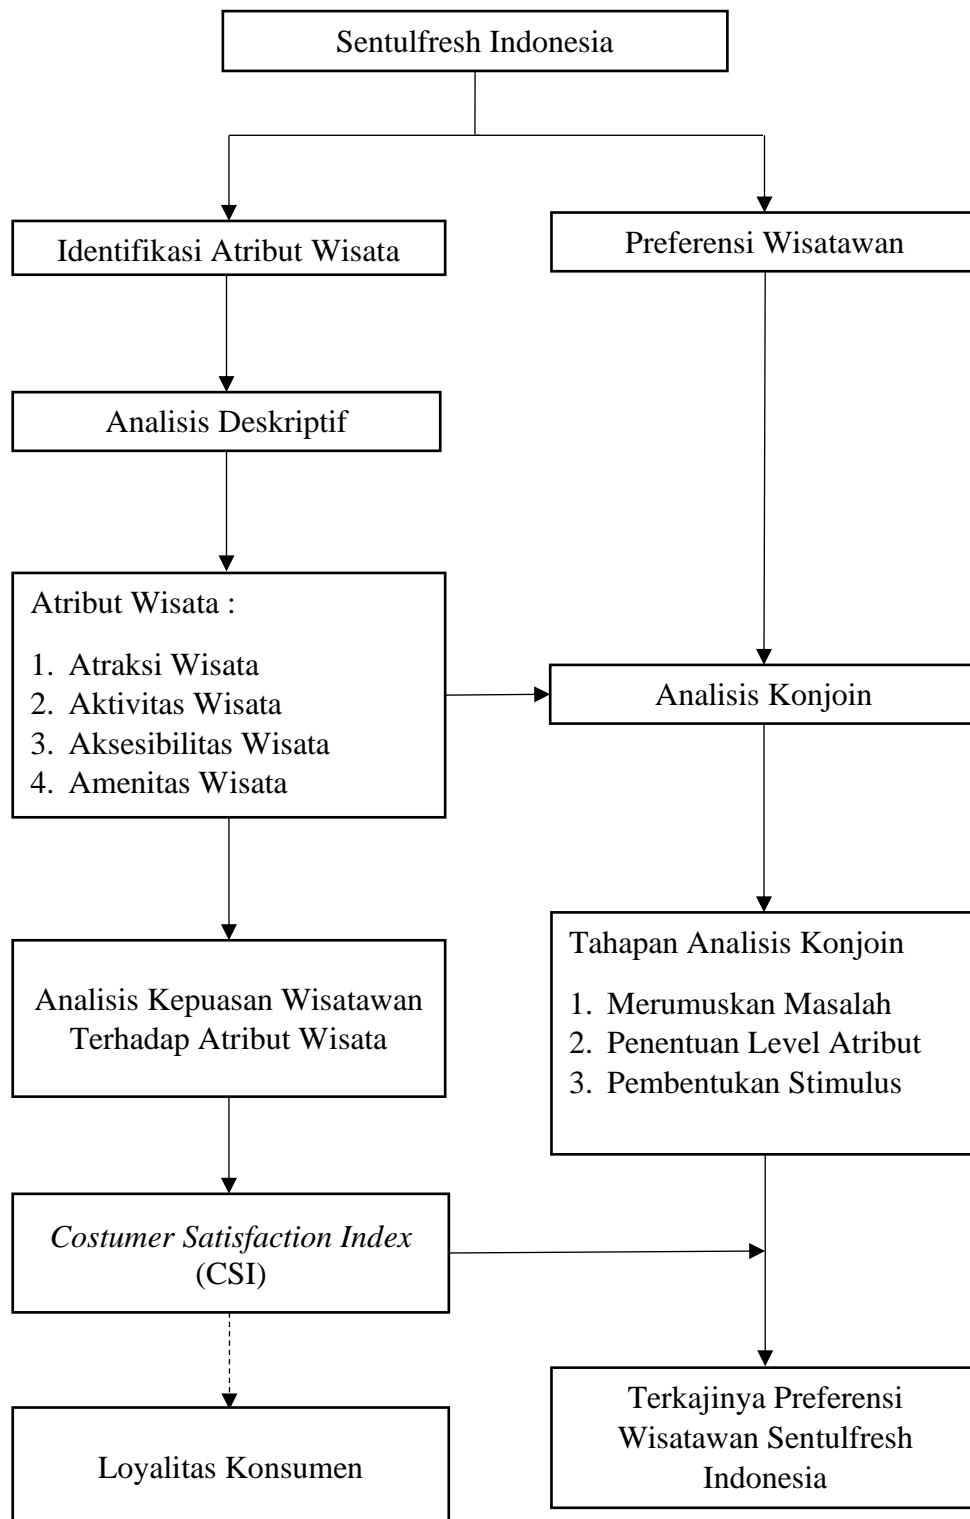 Sentulfresh Indonesia
Identifikasi Atribut Wisata
Preferensi Wisatawan
Analisis Deskriptif
Atribut Wisata :
1. Atraksi Wisata
2. Aktivitas Wisata
3. Aksesibilitas Wisata
4. Amenitas Wisata
Analisis Konjoin
Analisis Kepuasan Wisatawan
Terhadap Atribut Wisata
Tahapan Analisis Konjoin
1. Merumuskan Masalah
2. Penentuan Level Atribut
3. Pembentukan Stimulus
Costumer Satisfaction Index
(CSI)
Loyalitas Konsumen
Terkajinya Preferensi
Wisatawan Sentulfresh
Indonesia